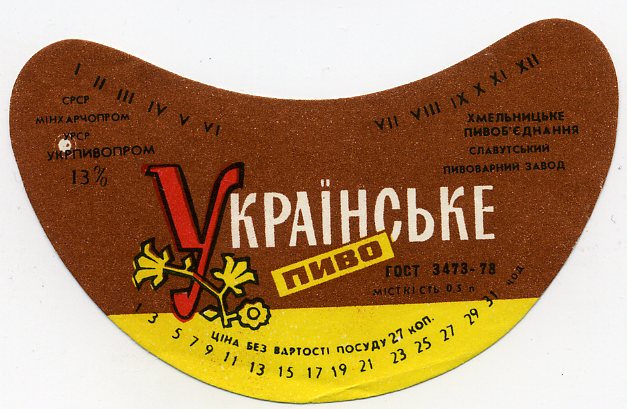 I II III IV V VI
VII VIII IX X XI XII
СРСР
МІНХАРЧОПРОМ
УРСР
УКРПИВОПРОМ
13%
ХМЕЛЬНИЦЬКЕ
ПИВОБ'ЄДНАННЯ
СЛАВУТСЬКИЙ
ПИВОВАРНИЙ ЗАВОД
УКРАЇНСЬКЕ
ПИВО
ГОСТ 3473-78
МІСТКІСТЬ 0,5 л
ЦІНА БЕЗ ВАРТОСТІ ПОСУДУ 27 КОП.
1 3 5 7 9 11 13 15 17 19 21 23 25 27 29 31